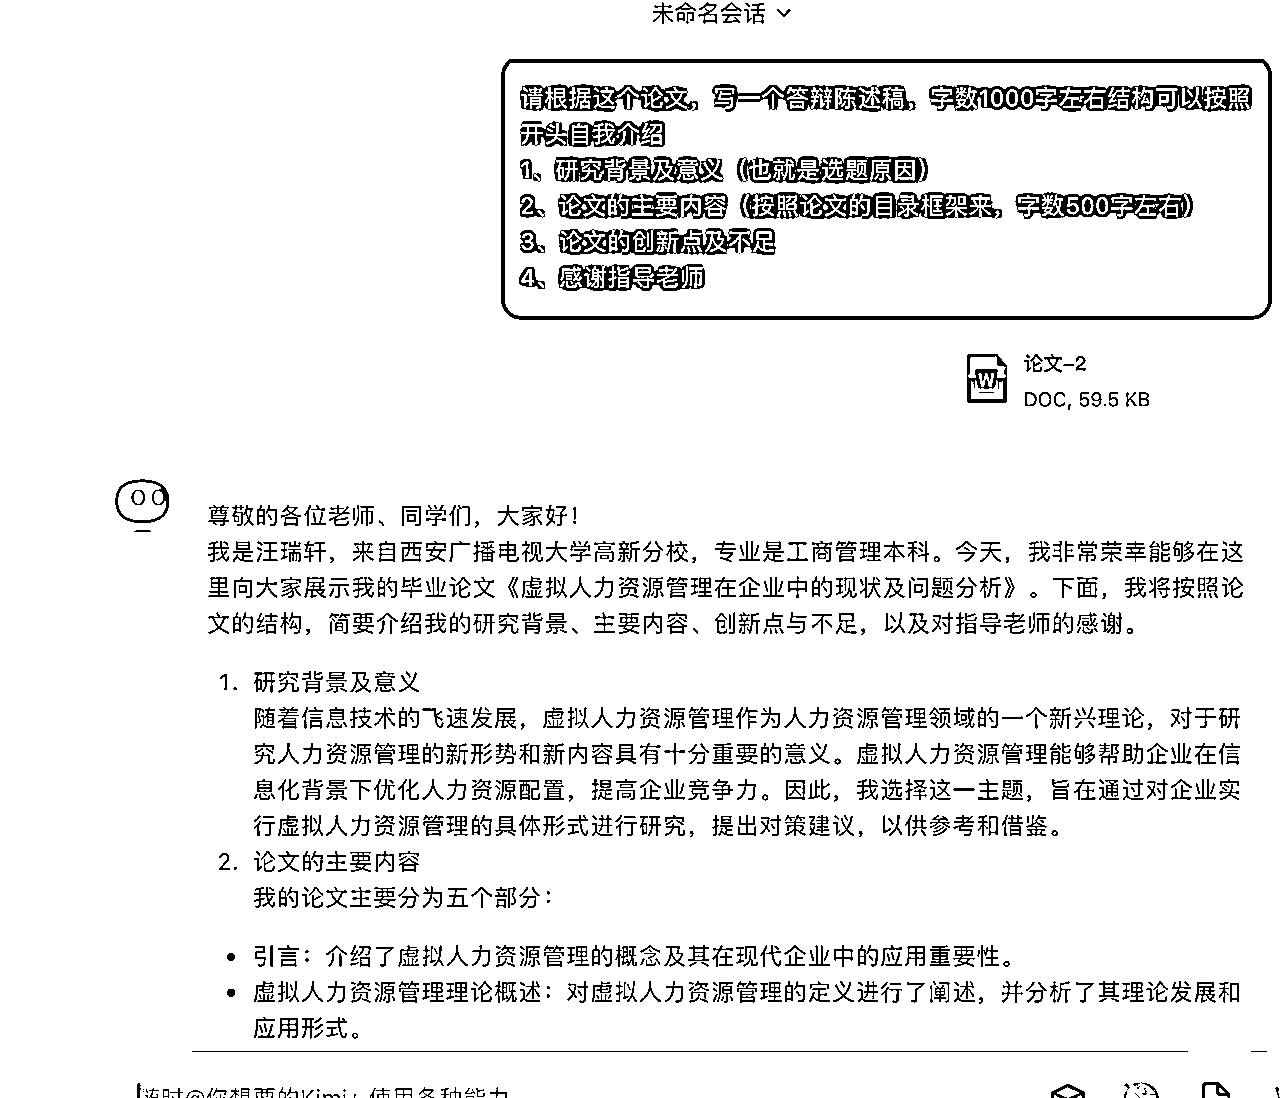 未命名会话
请根据这个论文，写一个答辩陈述稿，字数1000字左右结构可以按照
开头自我介绍
1、研究背景及意义（也就是选题原因）
2、论文的主要内容（按照论文的目录框架来，字数500字左右）
3、论文的创新点及不足
4、感谢指导老师
论文-2
DOC, 59.5 KB
尊敬的各位老师、同学们，大家好！
我是汪瑞轩，来自西安广播电视大学高新分校，专业是工商管理本科。今天，我非常荣幸能够在这
里向大家展示我的毕业论文《虚拟人力资源管理在企业中的现状及问题分析》。下面，我将按照论
文的结构，简要介绍我的研究背景、主要内容、创新点与不足，以及对指导老师的感谢。
1. 研究背景及意义
随着信息技术的飞速发展，虚拟人力资源管理作为人力资源管理领域的一个新兴理论，对于研
究人力资源管理的新形势和新内容具有十分重要的意义。虚拟人力资源管理能够帮助企业在信
息化背景下优化人力资源配置，提高企业竞争力。因此，我选择这一主题，旨在通过对企业实
行虚拟人力资源管理的具体形式进行研究，提出对策建议，以供参考和借鉴。
2. 论文的主要内容
我的论文主要分为五个部分：
• 引言：介绍了虚拟人力资源管理的概念及其在现代企业中的应用重要性。
• 虚拟人力资源管理理论概述：对虚拟人力资源管理的定义进行了阐述，并分析了其理论发展和
应用形式。
随时@你想要的Kimi+ 使用各种能力